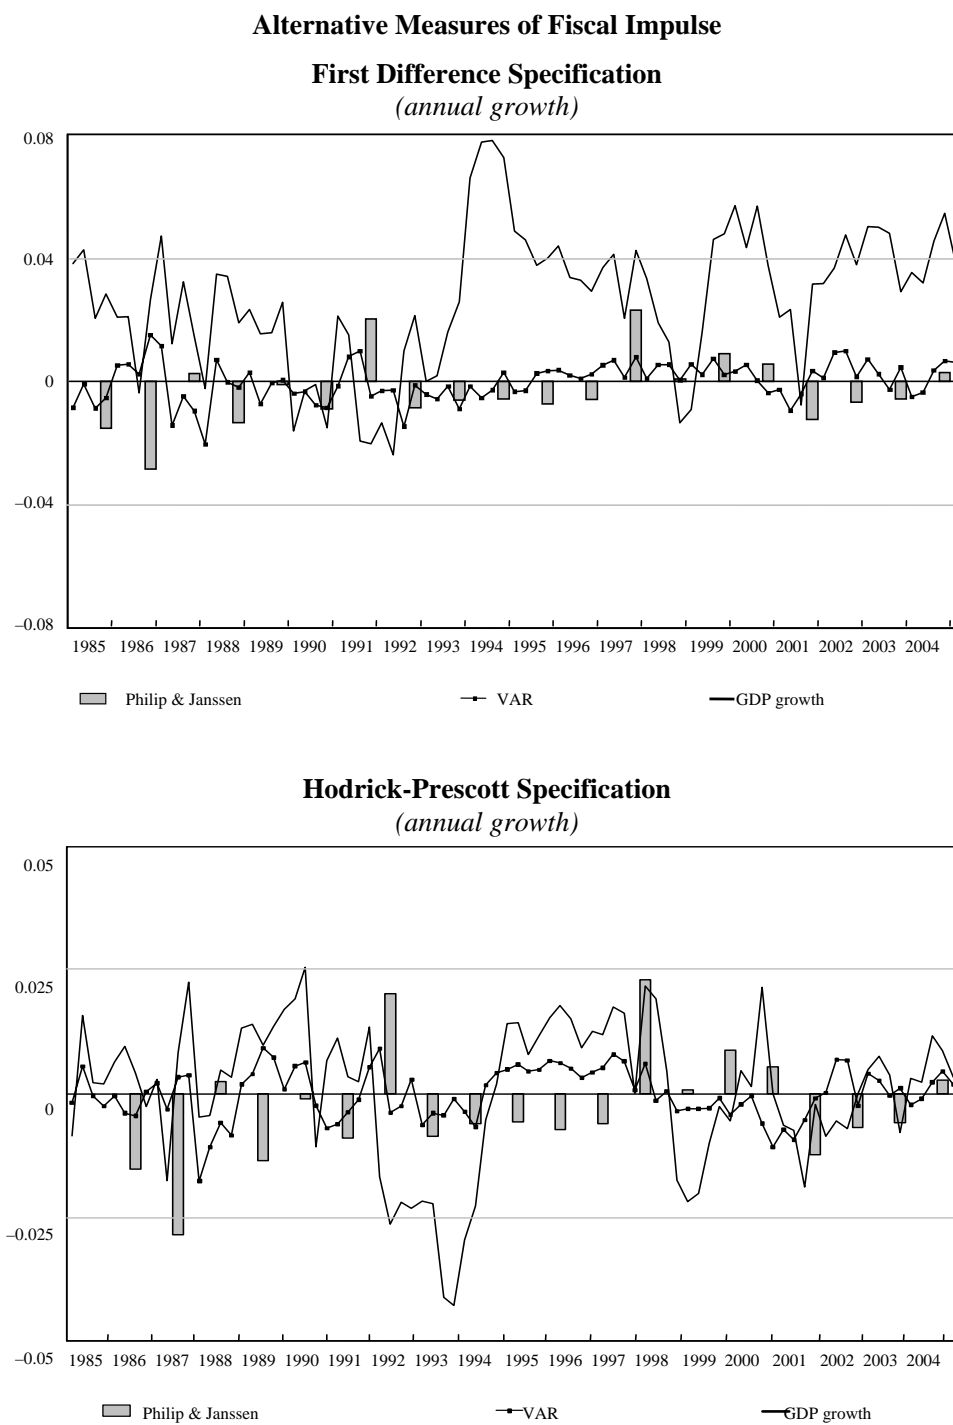 Alternative Measures of Fiscal Impulse
First Difference Specification
(annual growth)
0.08
0.04
0
–0.04
–0.08
1985 1986 1987 1988 1989 1990 1991 1992 1993 1994 1995 1996 1997 1998 1999 2000 2001 2002 2003 2004
Philip & Janssen VAR GDP growth
Hodrick-Prescott Specification
(annual growth)
0.05
0.025
0
–0.025
–0.05
1985 1986 1987 1988 1989 1990 1991 1992 1993 1994 1995 1996 1997 1998 1999 2000 2001 2002 2003 2004
Philip & Janssen VAR GDP growth